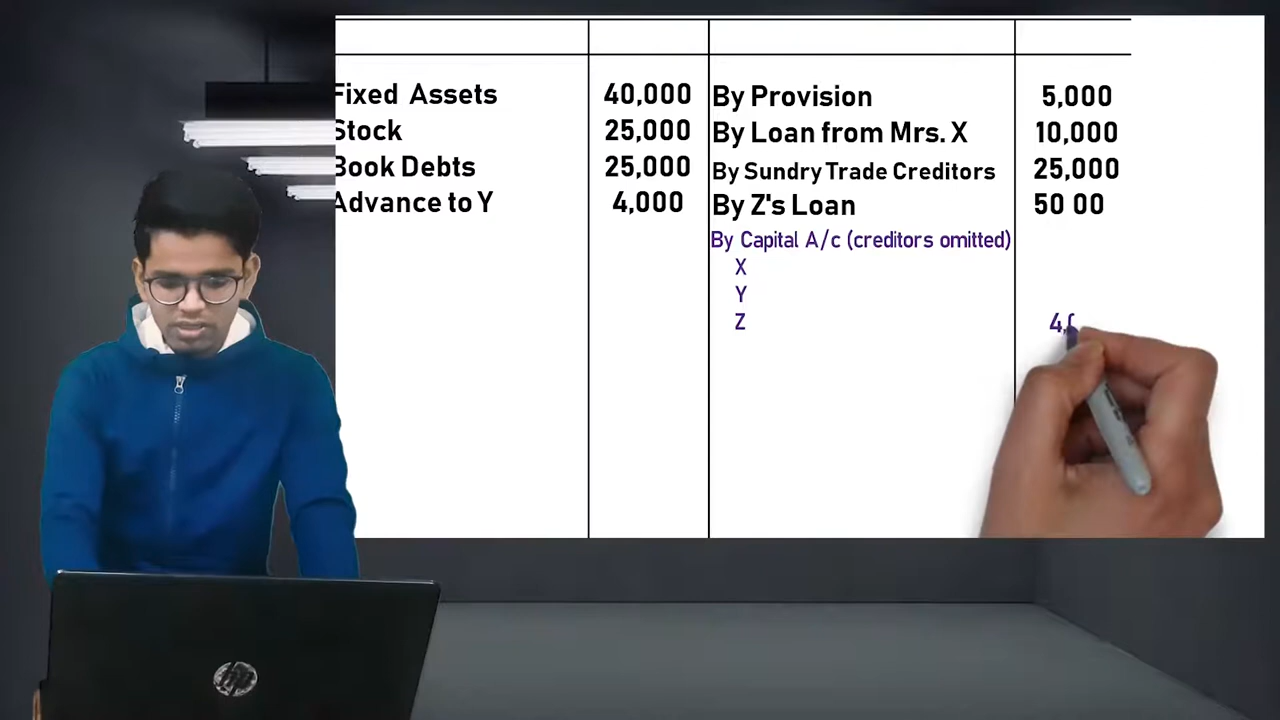 Fixed Assets 40,000 By Provision 5,000
Stock 25,000 By Loan from Mrs. X 10,000
Book Debts 25,000 By Sundry Trade Creditors 25,000
Advance to Y 4,000 By Z's Loan 50 00
By Capital A/c (creditors omitted)
X
Y
Z 4,
hp